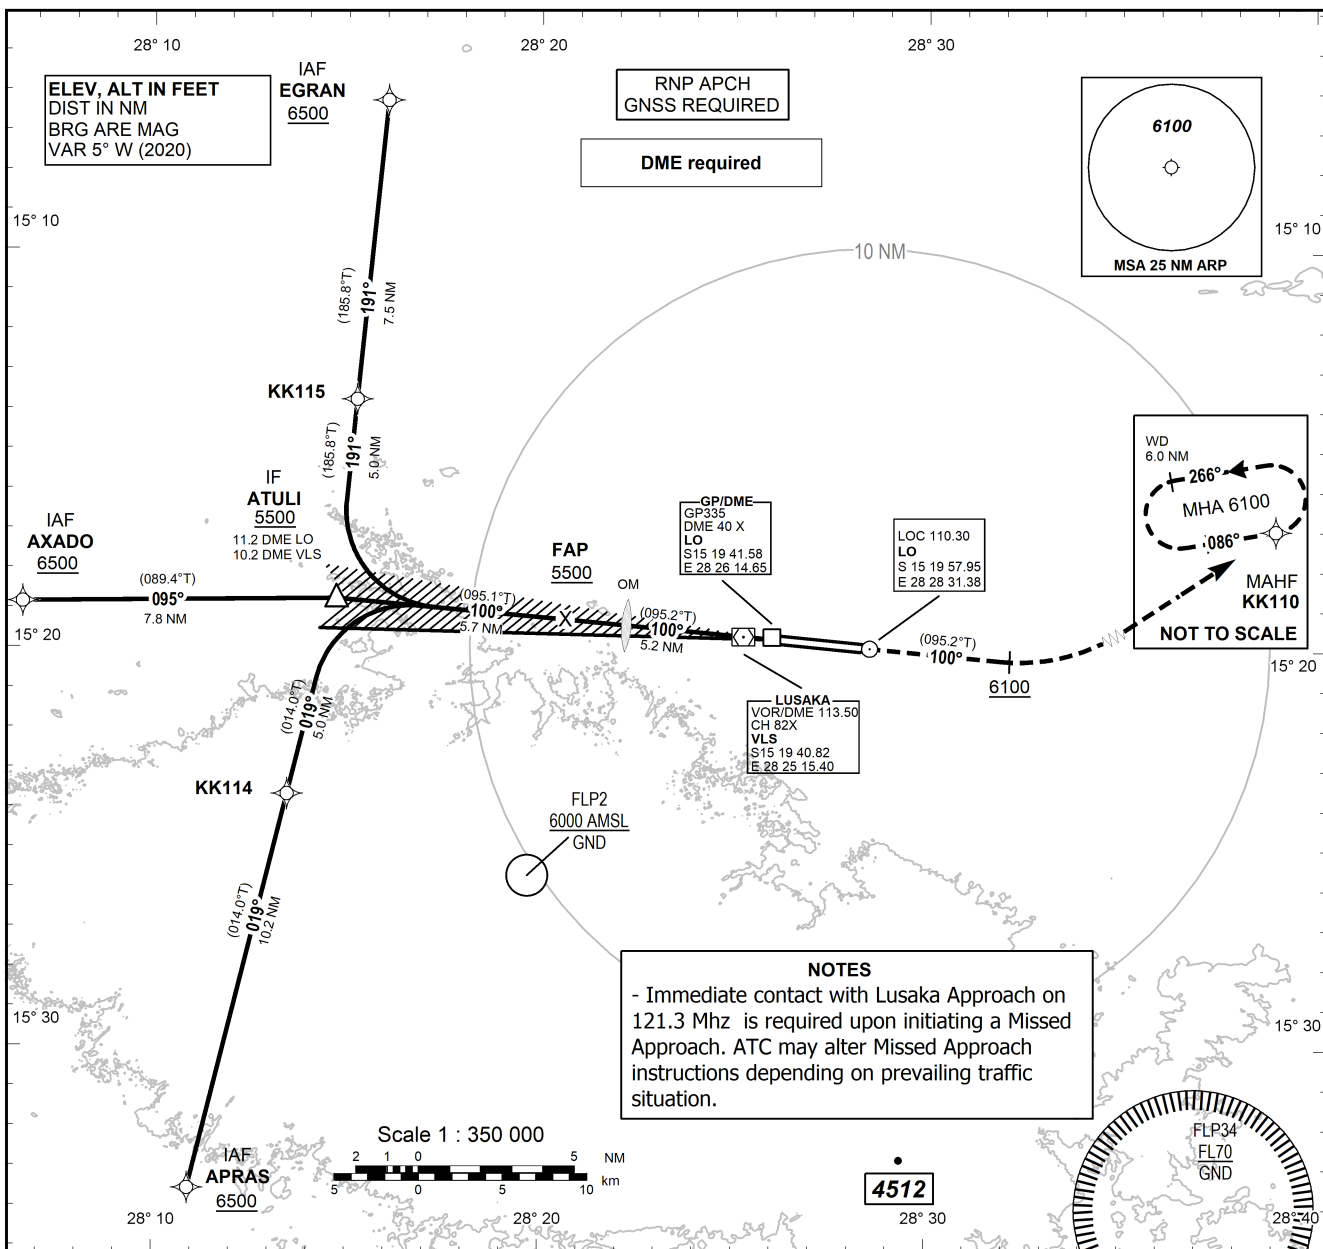 28° 10
28° 20
28° 30
ELEV, ALT IN FEET
DIST IN NM
BRG ARE MAG
VAR 5° W (2020)
IAF
EGRAN
6500
RNP APCH
GNSS REQUIRED
DME required
6100
MSA 25 NM ARP
15° 10
15° 10
10 NM
(185.8°T)
191°
7.5 NM
KK115
(185.8°T)
191°
5.0 NM
IF
ATULI
5500
11.2 DME LO
10.2 DME VLS
IAF
AXADO
6500
(089.4°T)
095°
7.8 NM
15° 20
FAP
5500
(095.1°T)
100°
5.7 NM
X
OM
(095.2°T)
100°
5.2 NM
GP/DME
GP335
DME 40 X
LO
S15 19 41.58
E 28 26 14.65
LOC 110.30
LO
S 15 19 57.95
E 28 28 31.38
WD
6.0 NM
266°
MHA 6100
086°
MAHF
KK110
NOT TO SCALE
15° 20
(095.2°T)
100°
6100
LUSAKA
VOR/DME 113.50
CH 82X
VLS
S15 19 40.82
E 28 25 15.40
(014.0°T)
019°
5.0 NM
KK114
FLP2
6000 AMSL
GND
(014.0°T)
019°
10.2 NM
NOTES
- Immediate contact with Lusaka Approach on
121.3 Mhz is required upon initiating a Missed
Approach. ATC may alter Missed Approach
instructions depending on prevailing traffic
situation.
15° 30
15° 30
IAF
APRAS
6500
Scale 1 : 350 000
2 1 0 5 NM
5 0 5 10 km
4512
FLP34
FL70
GND
28° 10
28° 20
28° 30
28° 40